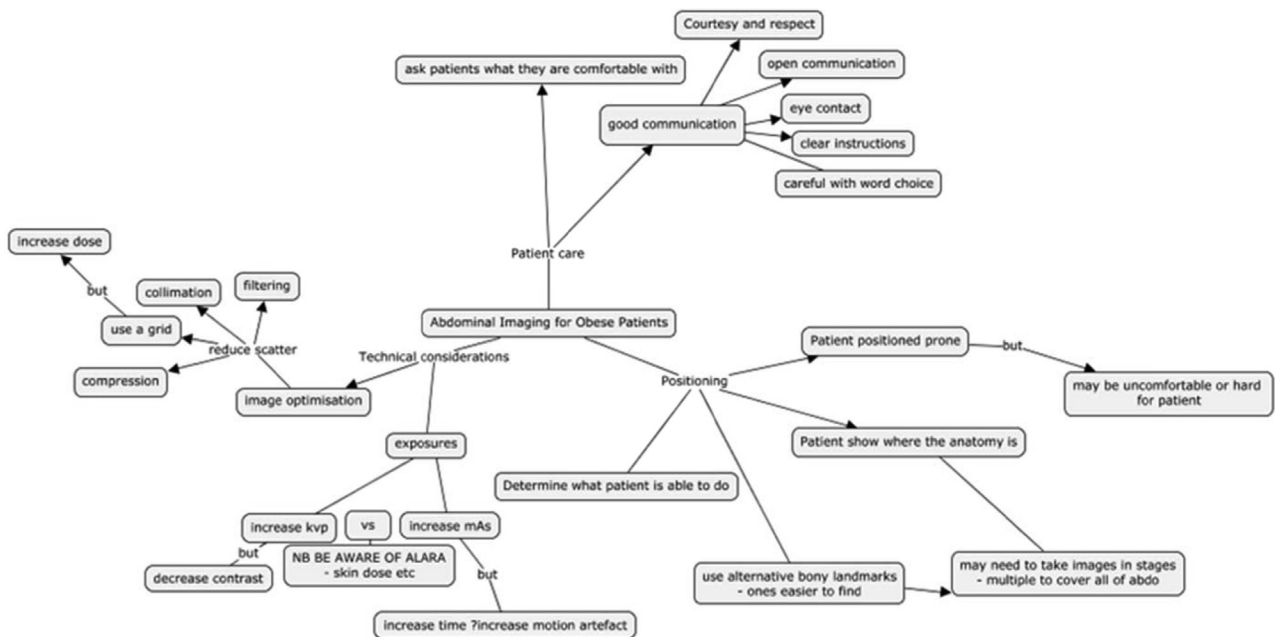 Courtesy and respect
ask patients what they are comfortable with
open communication
good communication
eye contact
clear instructions
careful with word choice
Patient care
increase dose
but
collimation
filtering
use a grid
reduce scatter
compression
Abdominal Imaging for Obese Patients
Technical considerations
image optimisation
Positioning
Patient positioned prone
but
may be uncomfortable or hard
for patient
exposures
Patient show where the anatomy is
Determine what patient is able to do
increase kvp
vs
increase mAs
but
decrease contrast
NB BE AWARE OF ALARA
- skin dose etc
but
use alternative bony landmarks
- ones easier to find
may need to take images in stages
- multiple to cover all of abdo
increase time ?increase motion artefact